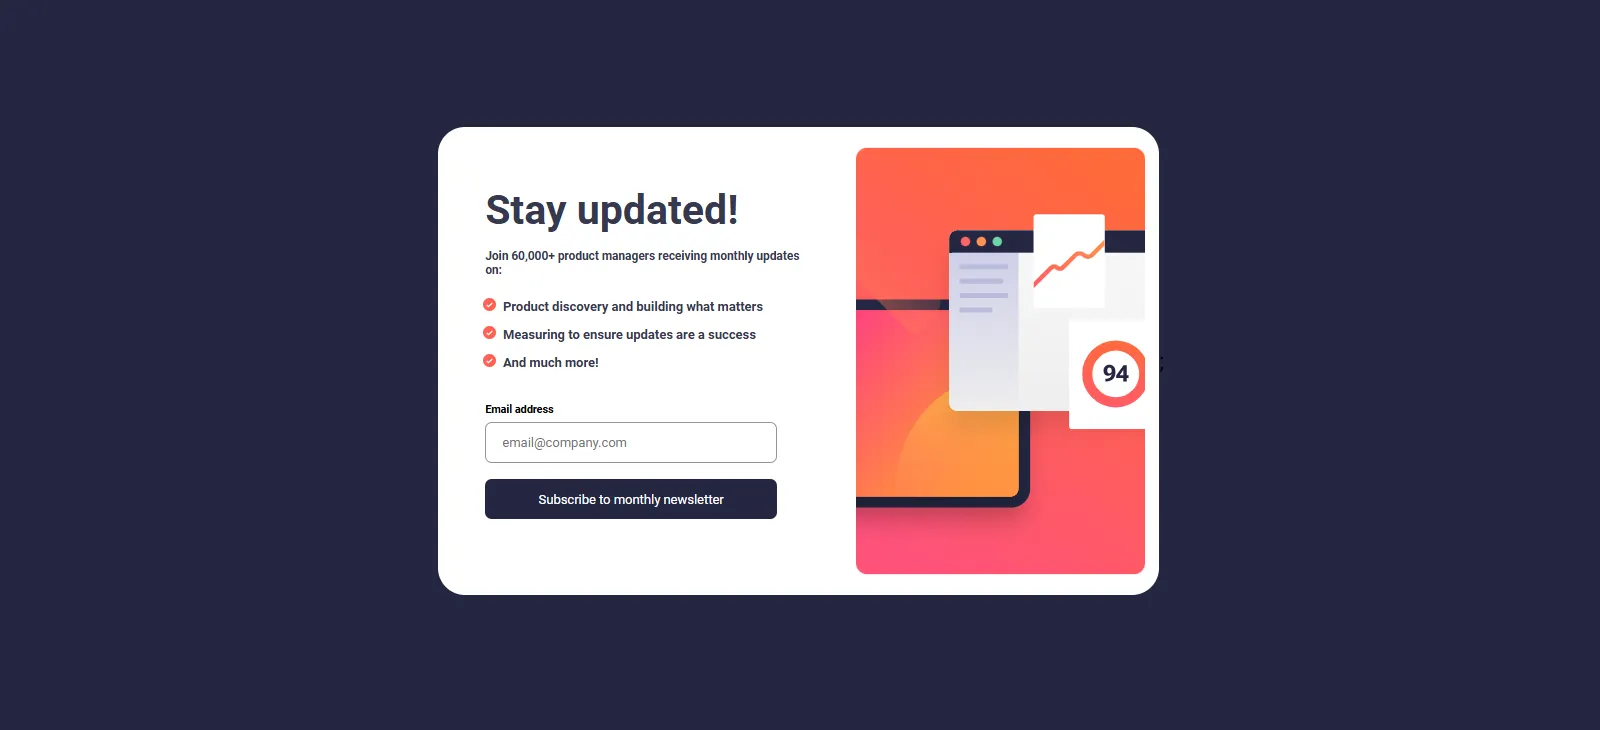 Stay updated!
Join 60,000+ product managers receiving monthly updates
on:
Product discovery and building what matters
Measuring to ensure updates are a success
And much more!
Email address
email@company.com
Subscribe to monthly newsletter
94
;